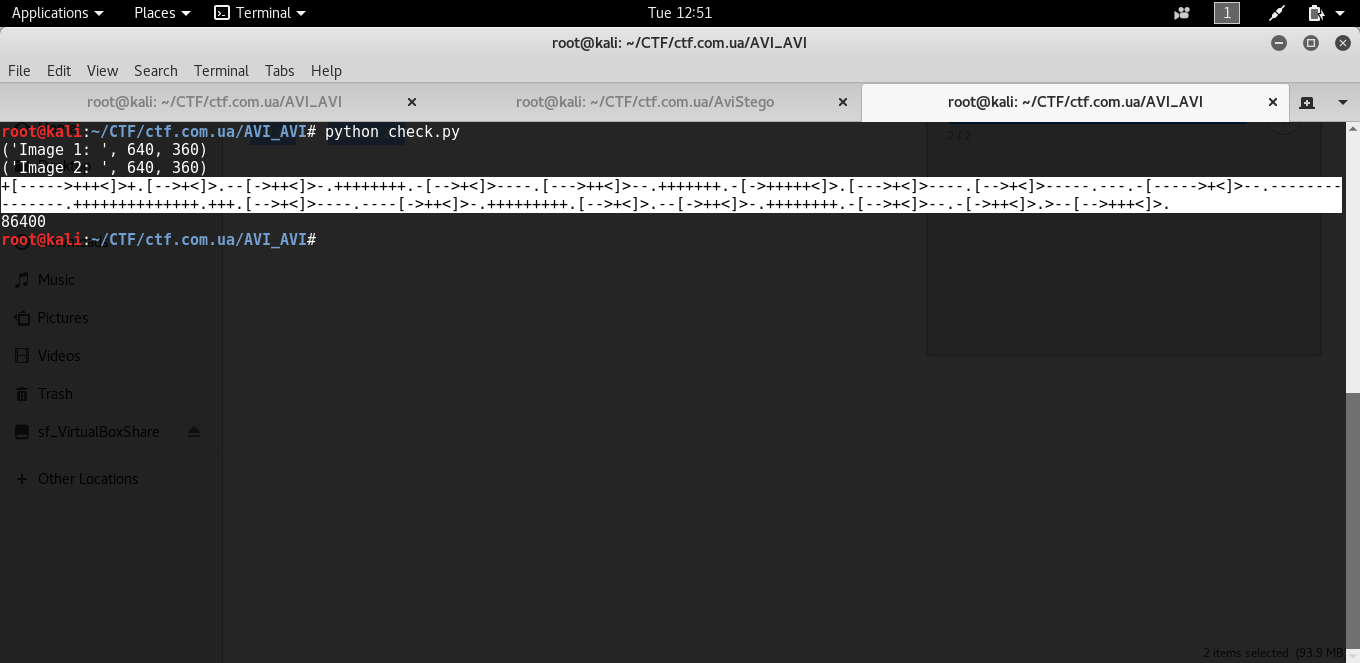 Applications Places Terminal Tue 12:51 1
root@kali: ~/CTF/ctf.com.ua/AVI_AVI
File Edit View Search Terminal Tabs Help
root@kali: ~/CTF/ctf.com.ua/AVI_AVI root@kali: ~/CTF/ctf.com.ua/AviStego root@kali: ~/CTF/ctf.com.ua/AVI_AVI
root@kali:~/CTF/ctf.com.ua/AVI_AVI# python check.py
2 / 2
('Image 1: ', 640, 360)
('Image 2: ', 640, 360)
+[----->+++<]>+.[-->+<]>.--[->++<]>-.++++++++.-[-->+<]>----.[--->++<]>--.+++++++.-[->+++++<]>.[--->+<]>----.[-->+<]>-----.---.-[----->+<]>--.--------
-------.++++++++++++++.+++.[-->+<]>----.----[->++<]>-.+++++++++.[-->+<]>.--[->++<]>-.++++++++.-[-->+<]>--.-[->++<]>.>--[-->+++<]>.
86400
root@kali:~/CTF/ctf.com.ua/AVI_AVI#
Music
Pictures
Videos
Trash
sf_VirtualBoxShare
+ Other Locations
2 items selected (93.9 MB